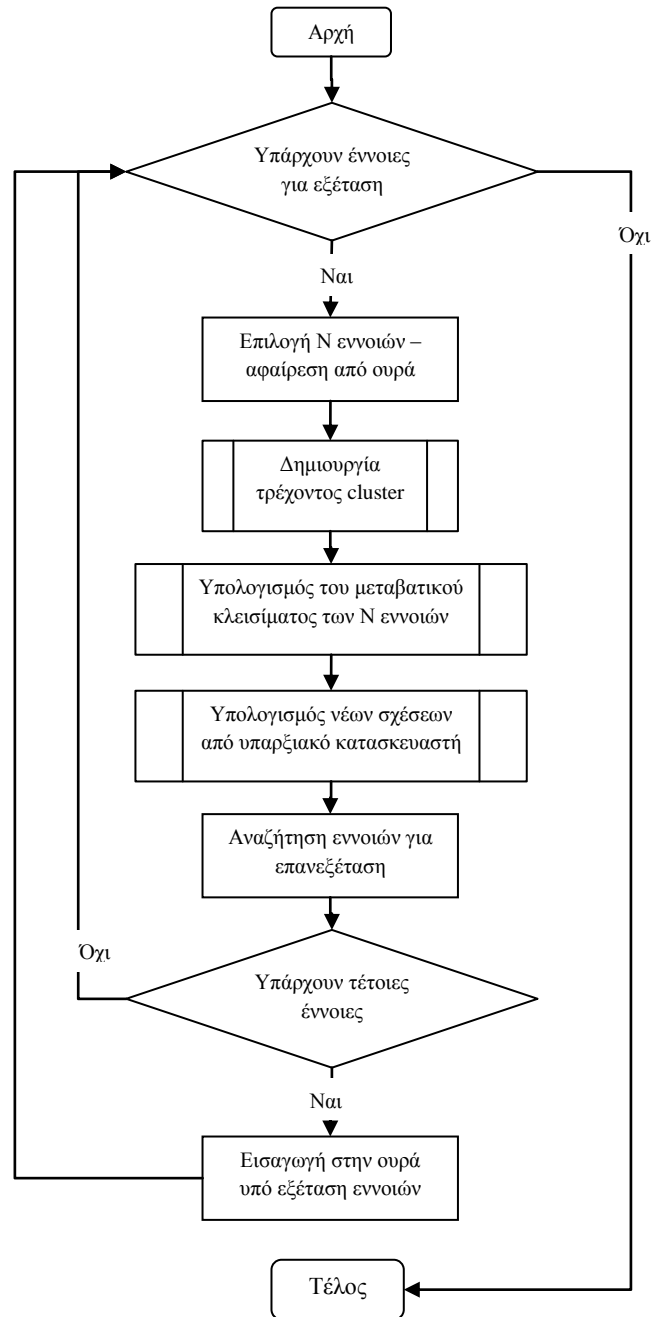 Αρχή
Υπάρχουν έννοιες
για εξέταση
Όχι
Ναι
Επιλογή Ν εννοιών –
αφαίρεση από ουρά
Δημιουργία
τρέχοντος cluster
Υπολογισμός του μεταβατικού
κλεισίματος των Ν εννοιών
Υπολογισμός νέων σχέσεων
από υπαρξιακό κατασκευαστή
Αναζήτηση εννοιών για
επανεξέταση
Όχι
Υπάρχουν τέτοιες
έννοιες
Ναι
Εισαγωγή στην ουρά
υπό εξέταση εννοιών
Τέλος